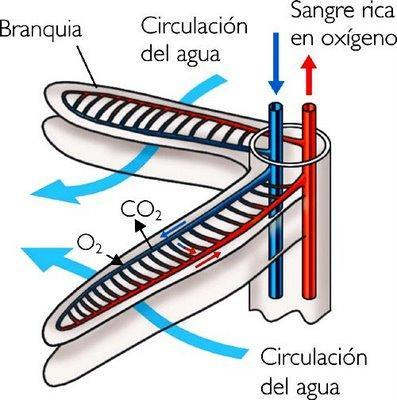 Branquia
Circulación
del agua
Sangre rica
en oxígeno
CO₂
O₂
Circulación
del agua